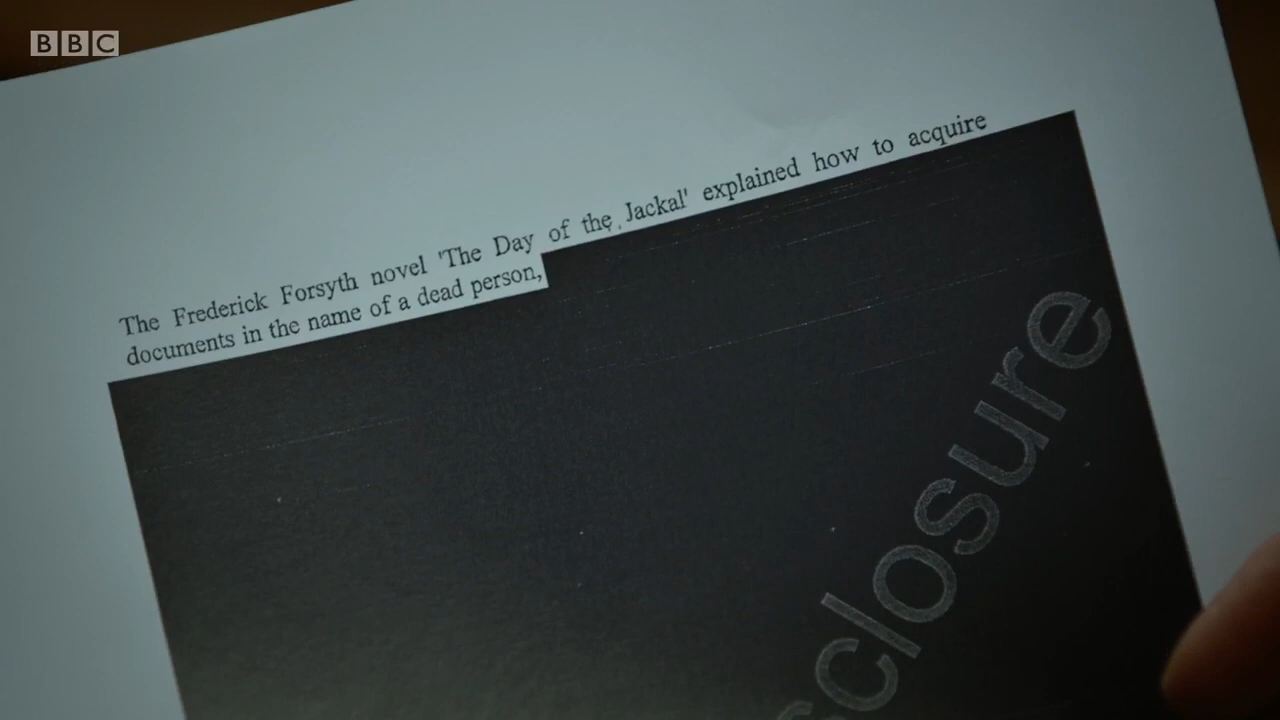 BBC
The Frederick Forsyth novel 'The Day of the Jackal' explained how to acquire
documents in the name of a dead person,
sclosure